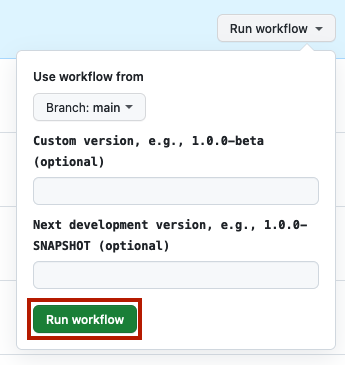 Run workflow
Use workflow from
Branch: main
Custom version, e.g., 1.0.0-beta
(optional)
Next development version, e.g., 1.0.0-
SNAPSHOT (optional)
Run workflow